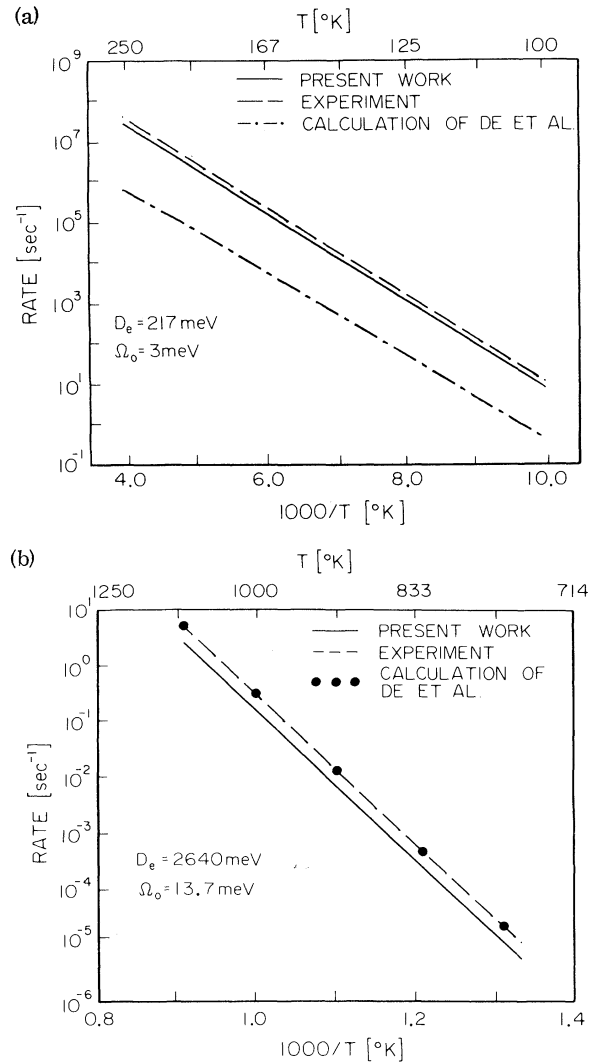 (a)
T[°K]
250 167 125 100
10^9
10^7
10^5
10^3
10^1
10^-1
RATE [sec^-1]
PRESENT WORK
EXPERIMENT
CALCULATION OF DE ET AL.
D_e = 217 meV
Ω_o = 3meV
4.0 6.0 8.0 10.0
1000/T [°K]
(b)
T [°K]
1250 1000 833 714
10^1
10^0
10^-1
10^-2
10^-3
10^-4
10^-5
10^-6
RATE [sec^-1]
PRESENT WORK
EXPERIMENT
CALCULATION OF
DE ET AL.
D_e = 2640 meV
Ω_o = 13.7 meV
0.8 1.0 1.2 1.4
1000/T [°K]